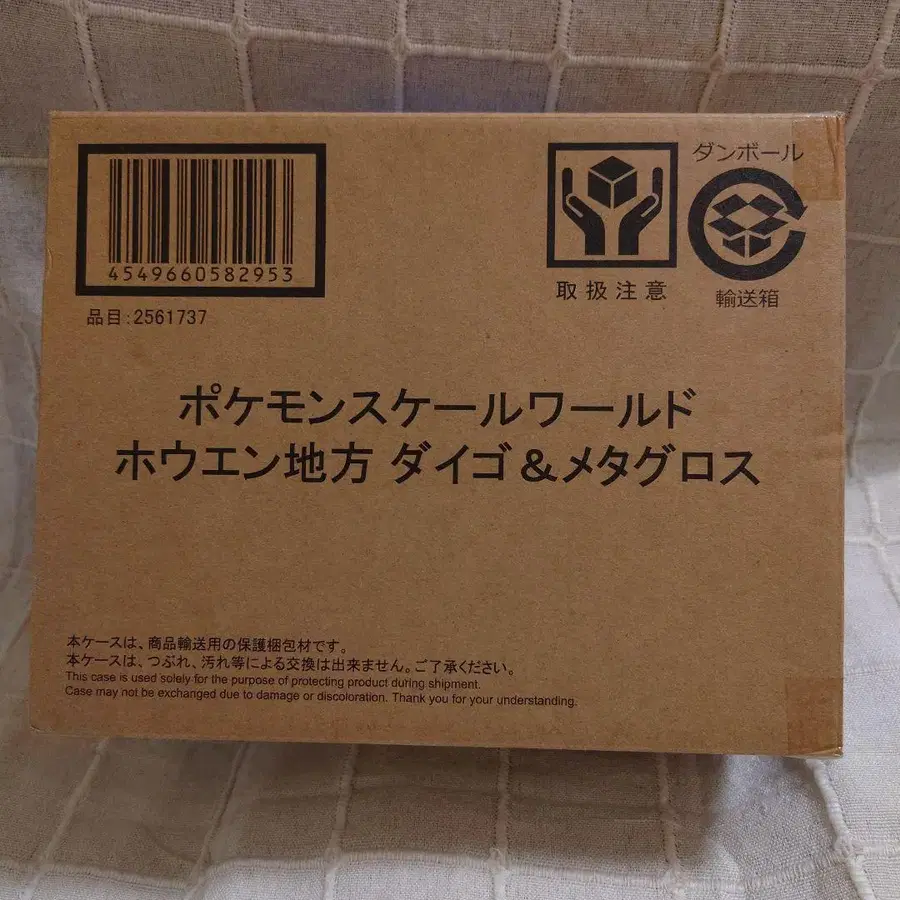 4549660582953
品目:2561737
取扱注意
ダンボール
輸送箱
ポケモンスケールワールド
ホウエン地方 ダイゴ&メタグロス
本ケースは、商品輸送用の保護梱包材です。
本ケースは、つぶれ、汚れ等による交換は出来ません。ご了承ください。
This case is used solely for the purpose of protecting product during shipment.
Case may not be exchanged due to damage or discoloration. Thank you for your understanding.